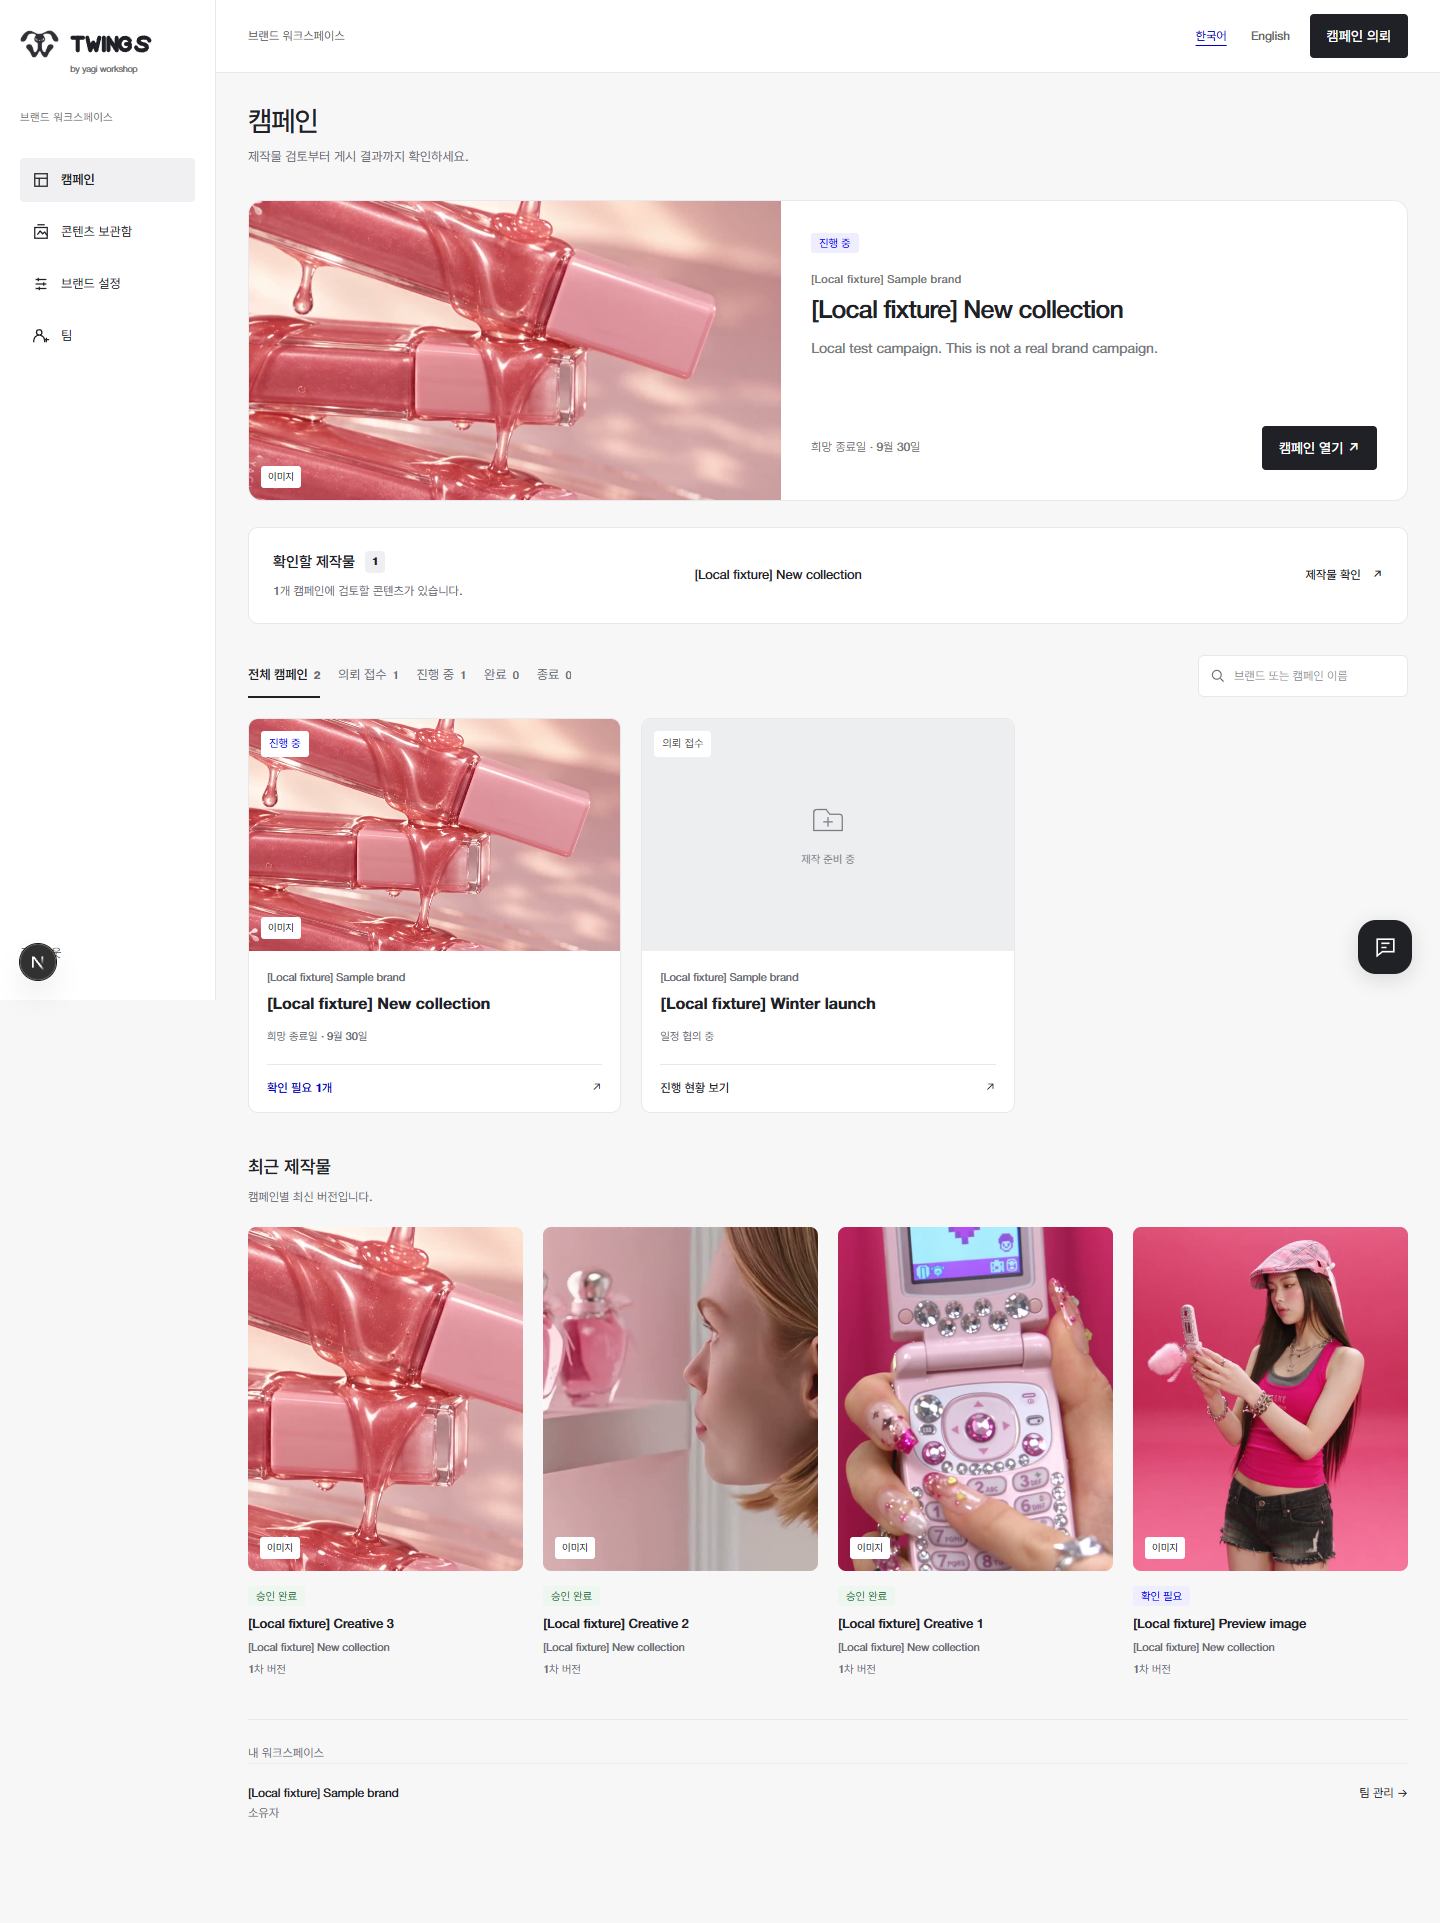 TWINGS
by yagi workshop
브랜드 워크스페이스
캠페인
콘텐츠 보관함
브랜드 설정
팀
브랜드 워크스페이스
한국어
English
캠페인 의뢰
캠페인
제작물 검토부터 게시 결과까지 확인하세요.
이미지
진행 중
[Local fixture] Sample brand
[Local fixture] New collection
Local test campaign. This is not a real brand campaign.
희망 종료일 · 9월 30일
캠페인 열기 ↗
확인할 제작물 1
1개 캠페인에 검토할 콘텐츠가 있습니다.
[Local fixture] New collection
제작물 확인 ↗
전체 캠페인 2
의뢰 접수 1
진행 중 1
완료 0
종료 0
브랜드 또는 캠페인 이름
진행 중
이미지
[Local fixture] Sample brand
[Local fixture] New collection
희망 종료일 · 9월 30일
확인 필요 1개 ↗
의뢰 접수
제작 준비 중
[Local fixture] Sample brand
[Local fixture] Winter launch
일정 협의 중
진행 현황 보기 ↗
N
최근 제작물
캠페인별 최신 버전입니다.
이미지
승인 완료
[Local fixture] Creative 3
[Local fixture] New collection
1차 버전
이미지
승인 완료
[Local fixture] Creative 2
[Local fixture] New collection
1차 버전
이미지
승인 완료
[Local fixture] Creative 1
[Local fixture] New collection
1차 버전
이미지
확인 필요
[Local fixture] Preview image
[Local fixture] New collection
1차 버전
내 워크스페이스
[Local fixture] Sample brand
소유자
팀 관리 →